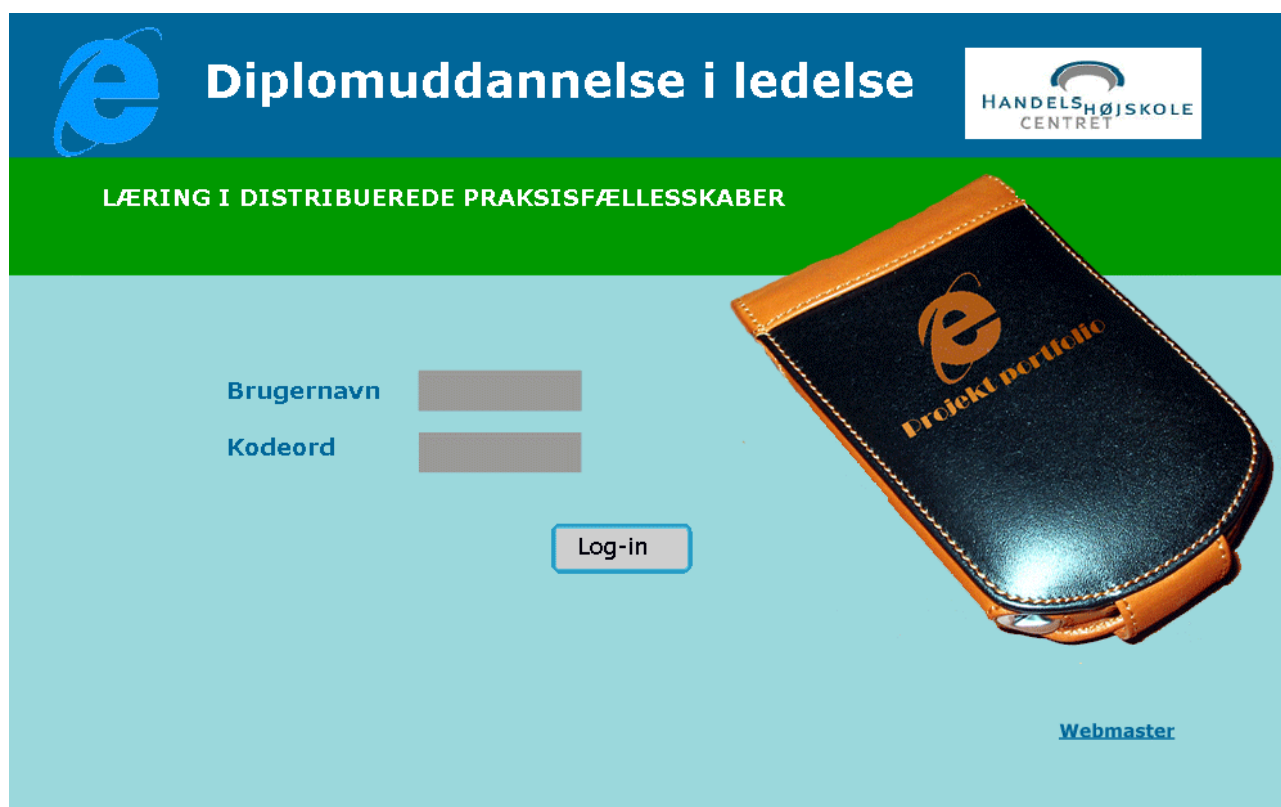 Diplomuddannelse i ledelse
HANDELSHØJSKOLE
CENTRET
LÆRING I DISTRIBUEREDE PRAKSISFÆLLESSKABER
Projekt portfolio
Brugernavn
Kodeord
Log-in
Webmaster